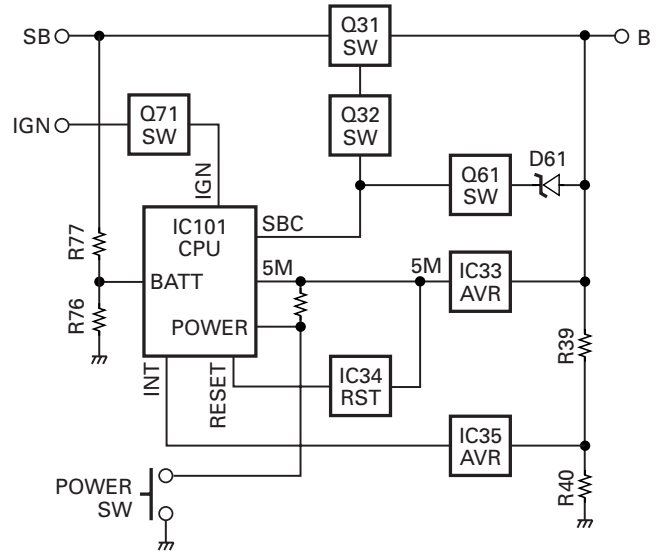 Q31
SW
SB
B
Q71
SW
Q32
SW
IGN
D61
Q61
SW
IGN
IC101
CPU
SBC
R77
5M
5M
IC33
AVR
BATT
R76
POWER
R39
INT
RESET
IC34
RST
IC35
AVR
POWER
SW
R40